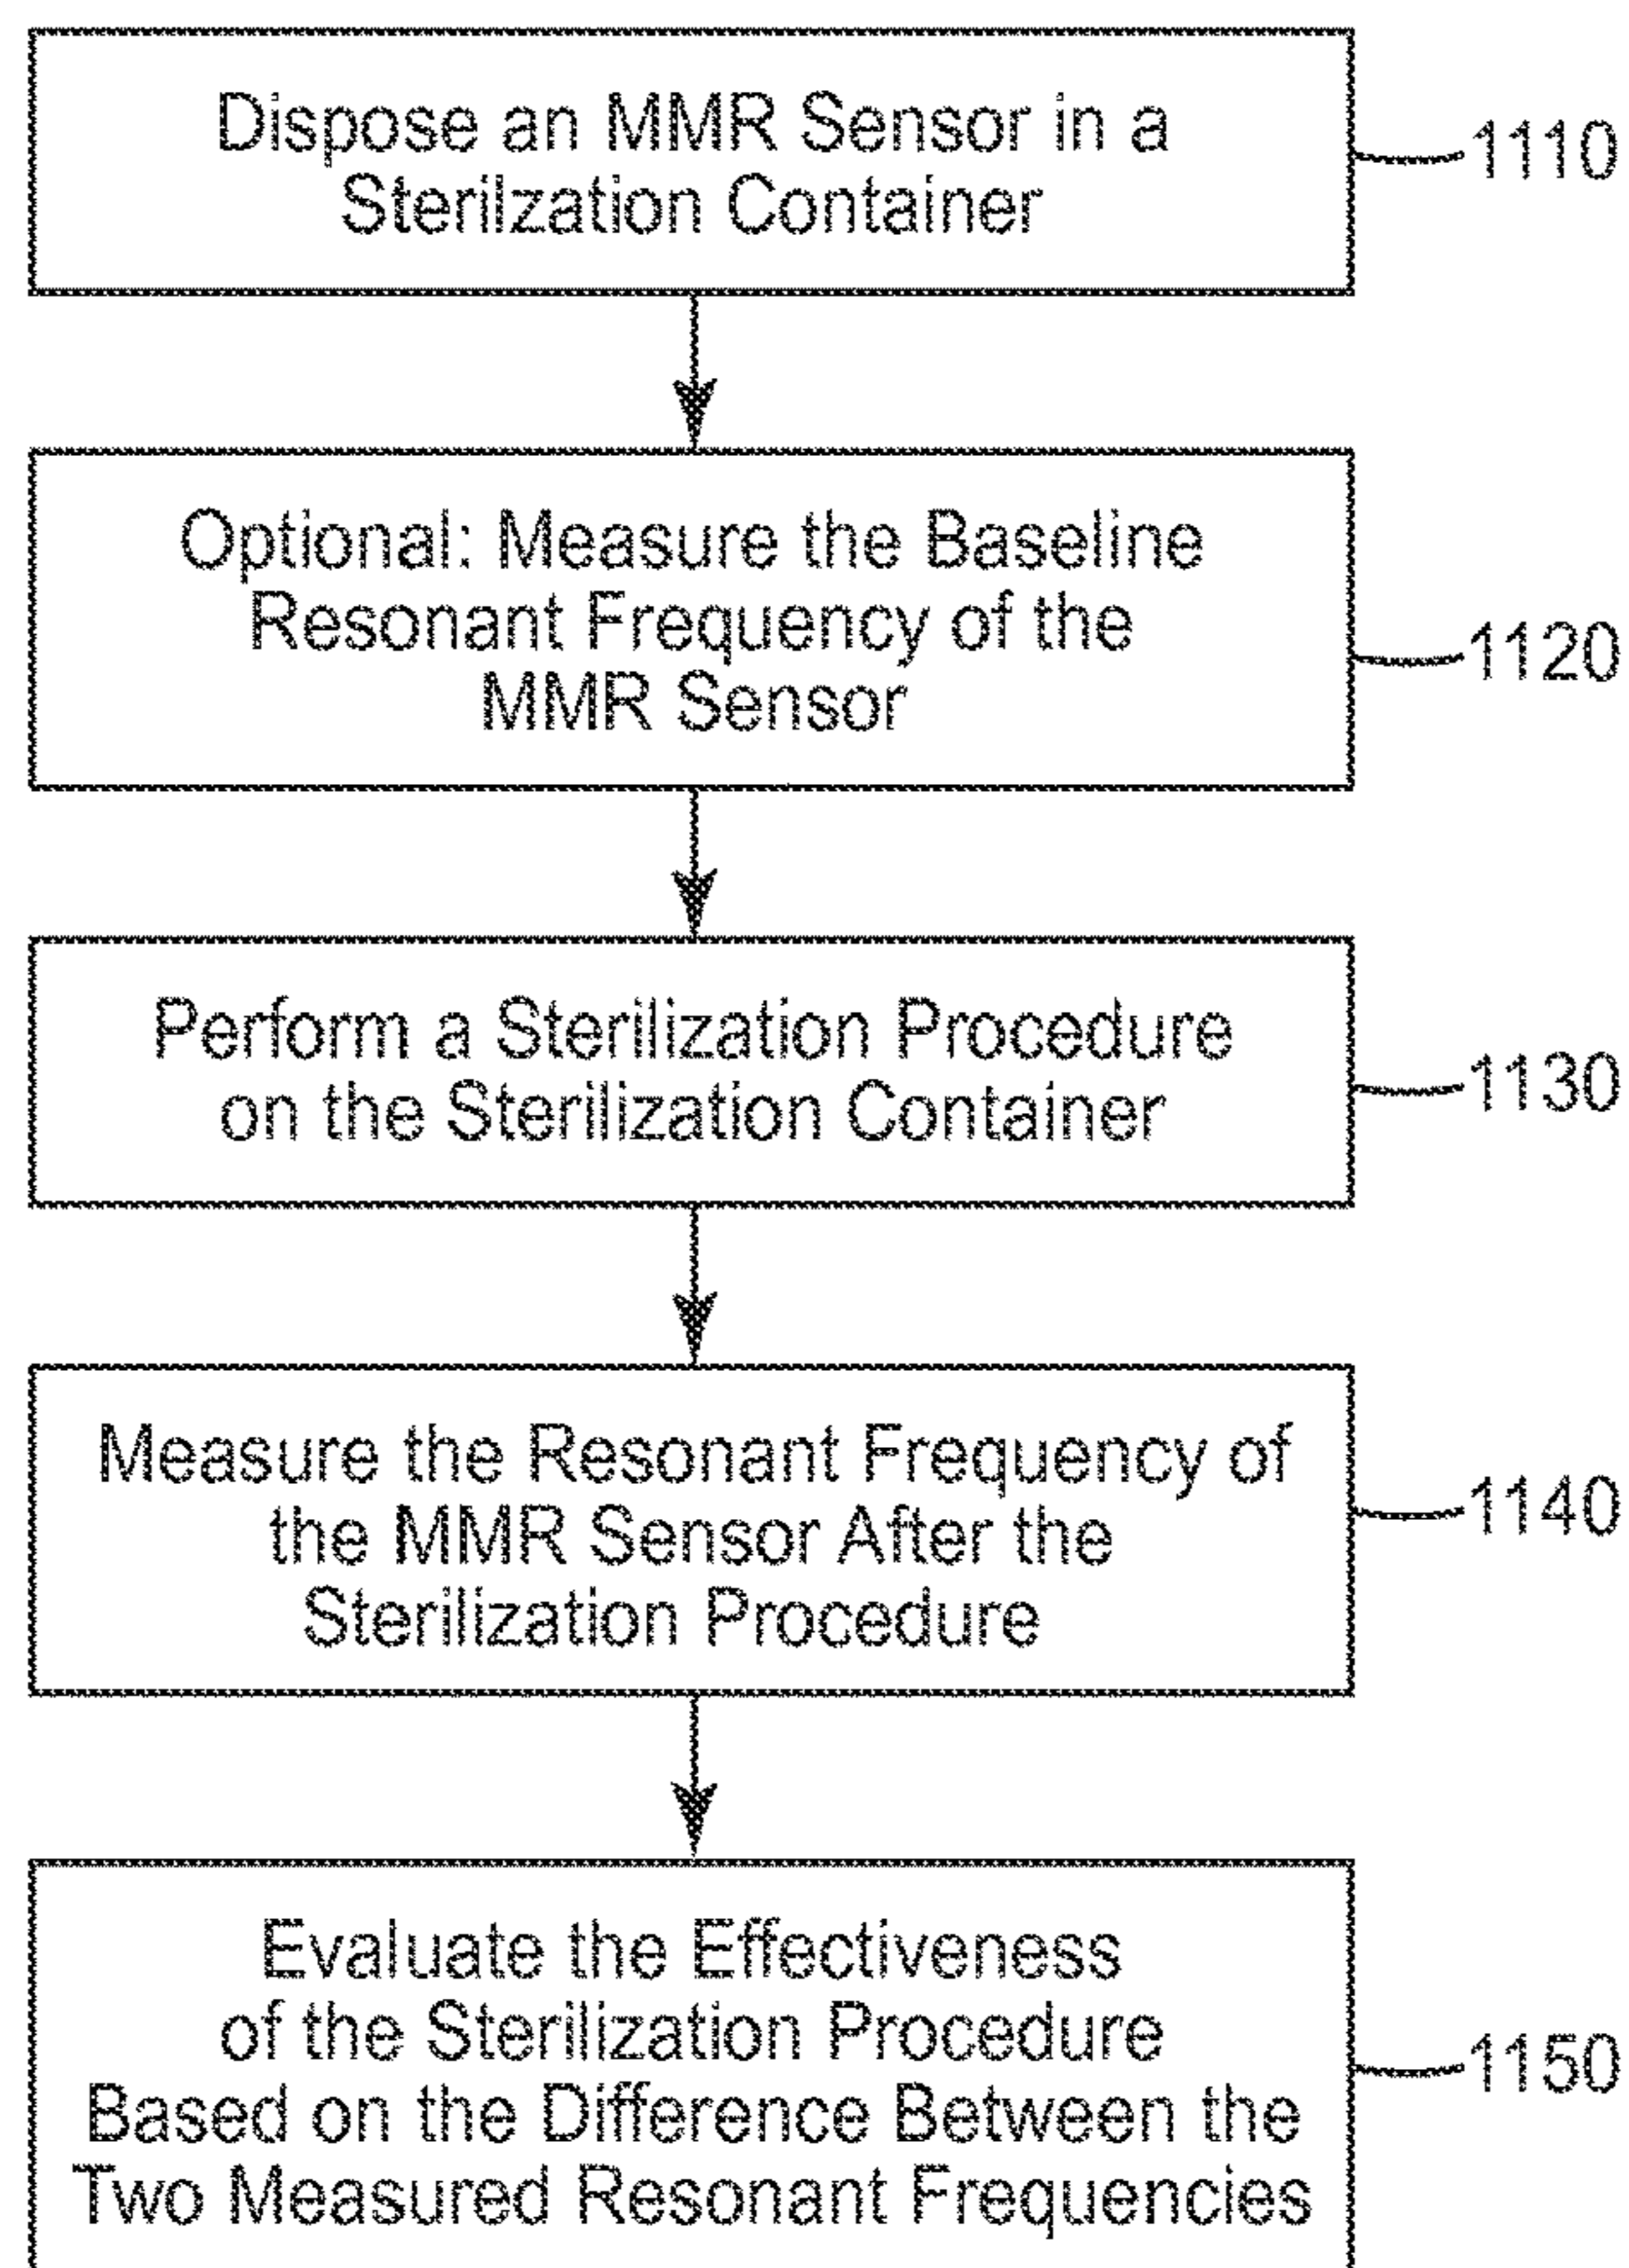 Dispose an MMR Sensor in a
Sterilzation Container
1110
Optional: Measure the Baseline
Resonant Frequency of the
MMR Sensor
1120
Perform a Sterilization Procedure
on the Sterilization Container
1130
Measure the Resonant Frequency of
the MMR Sensor After the
Sterilization Procedure
1140
Evaluate the Effectiveness
of the Sterilization Procedure
Based on the Difference Between the
Two Measured Resonant Frequencies
1150